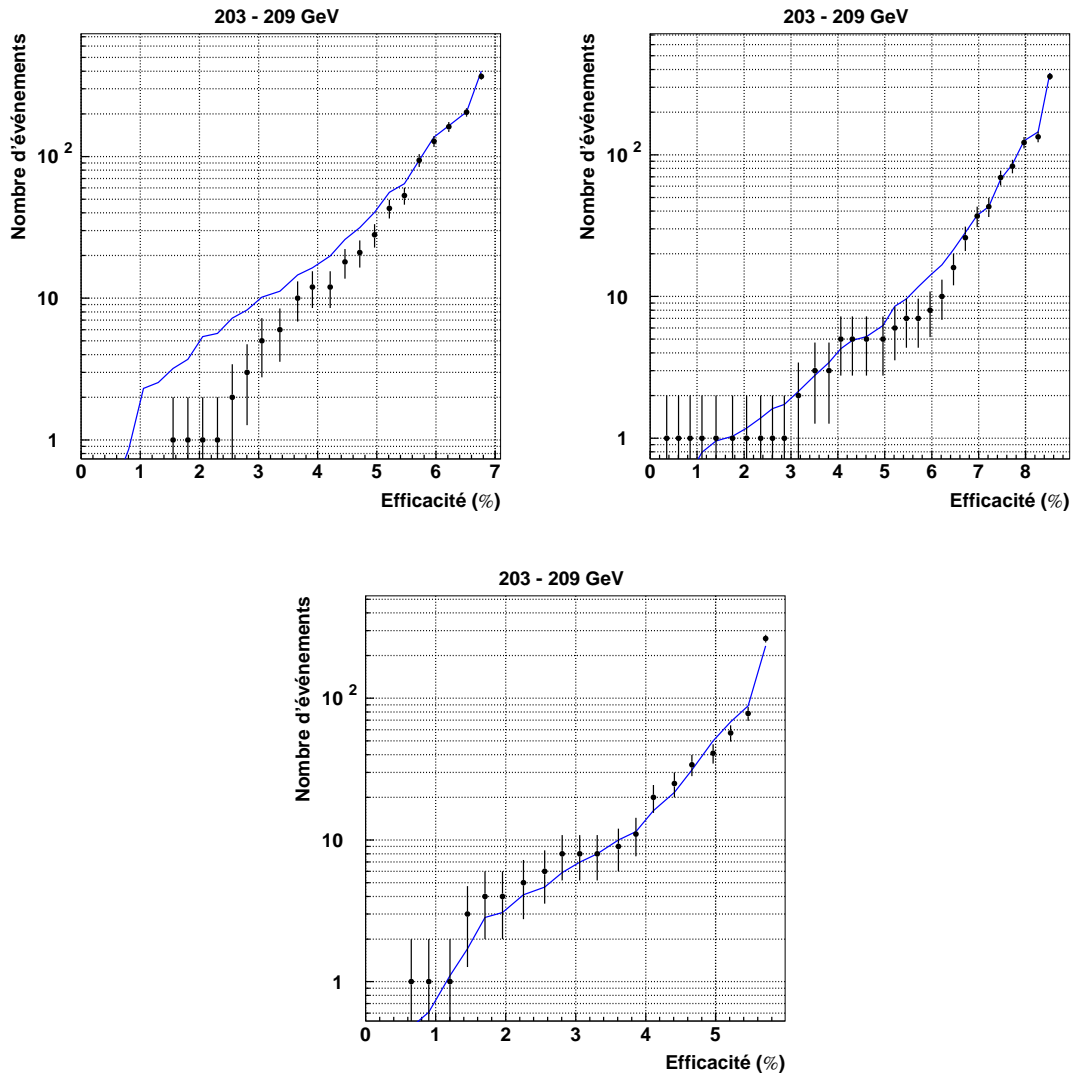 203 - 209 GeV
Nombre d'événements
10 2
10
1
0 1 2 3 4 5 6 7
Efficacité (%)
203 - 209 GeV
Nombre d'événements
10 2
10
1
0 1 2 3 4 5 6 7 8
Efficacité (%)
203 - 209 GeV
Nombre d'événements
10 2
10
1
0 1 2 3 4 5
Efficacité (%)